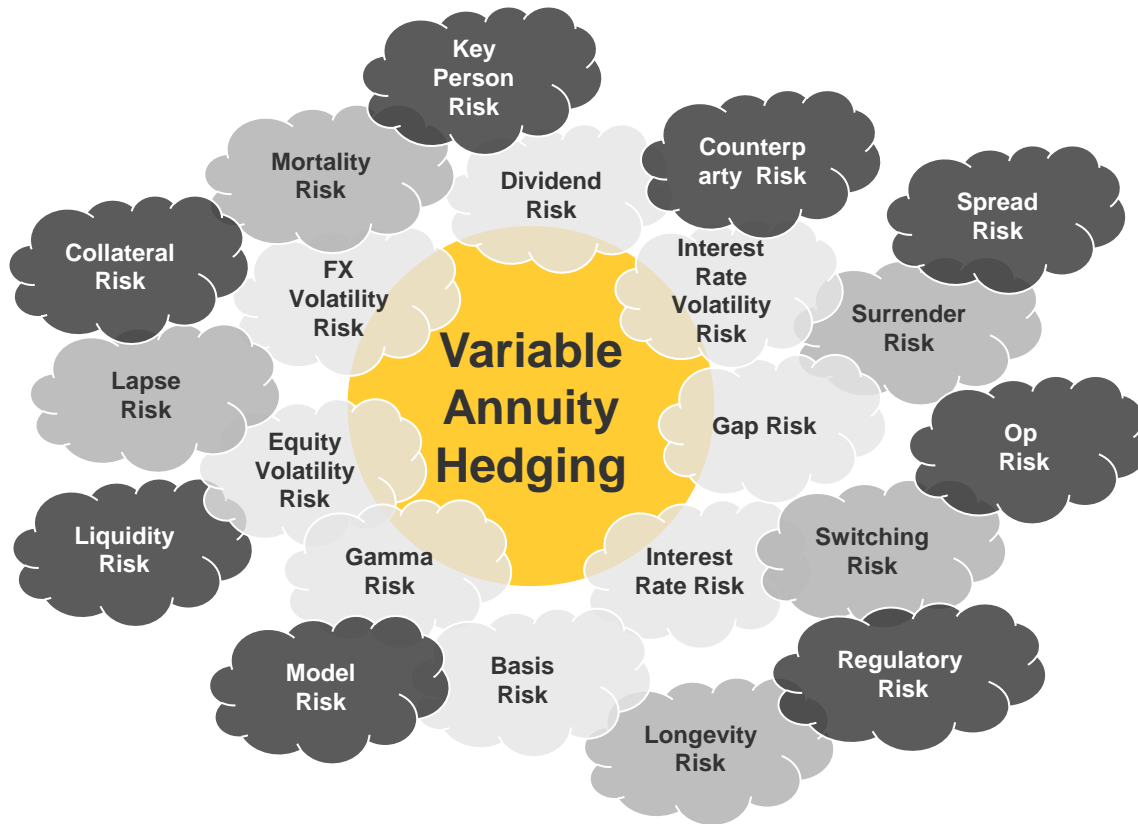 Key
Person
Risk
Mortality
Risk
Dividend
Risk
Counterp
arty  Risk
Spread
Risk
Collateral
Risk
FX
Volatility
Risk
Interest
Rate
Volatility
Risk
Surrender
Risk
Lapse
Risk
Variable
Annuity
Hedging
Gap Risk
Op
Risk
Equity
Volatility
Risk
Liquidity
Risk
Gamma
Risk
Interest
Rate Risk
Switching
Risk
Model
Risk
Basis
Risk
Regulatory
Risk
Longevity
Risk